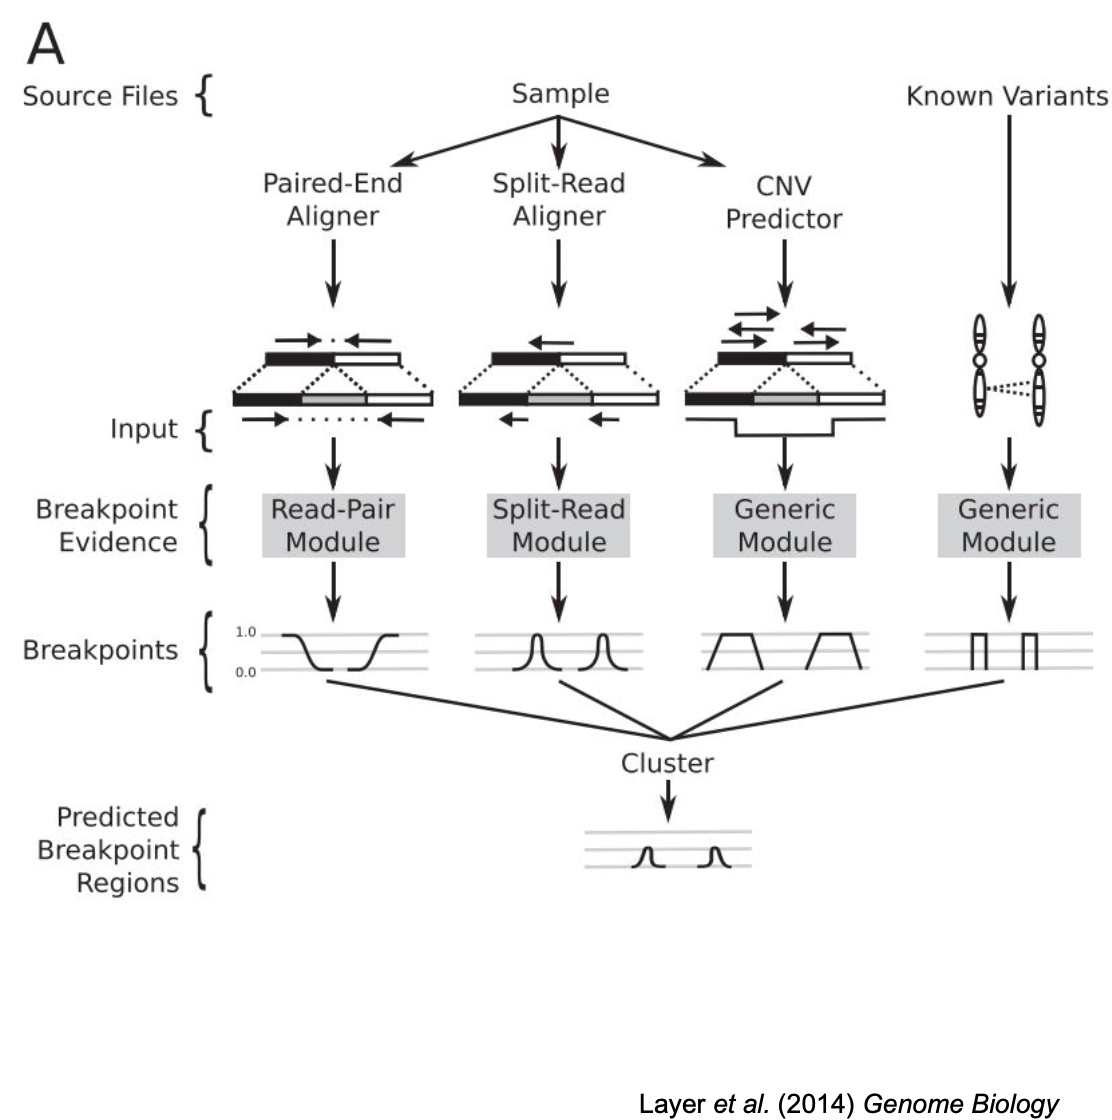 A
Source Files
Sample
Known Variants
Paired-End
Aligner
Split-Read
Aligner
CNV
Predictor
Input
Breakpoint
Evidence
Read-Pair
Module
Split-Read
Module
Generic
Module
Generic
Module
Breakpoints
1.0
0.0
Cluster
Predicted
Breakpoint
Regions
Layer et al. (2014) Genome Biology